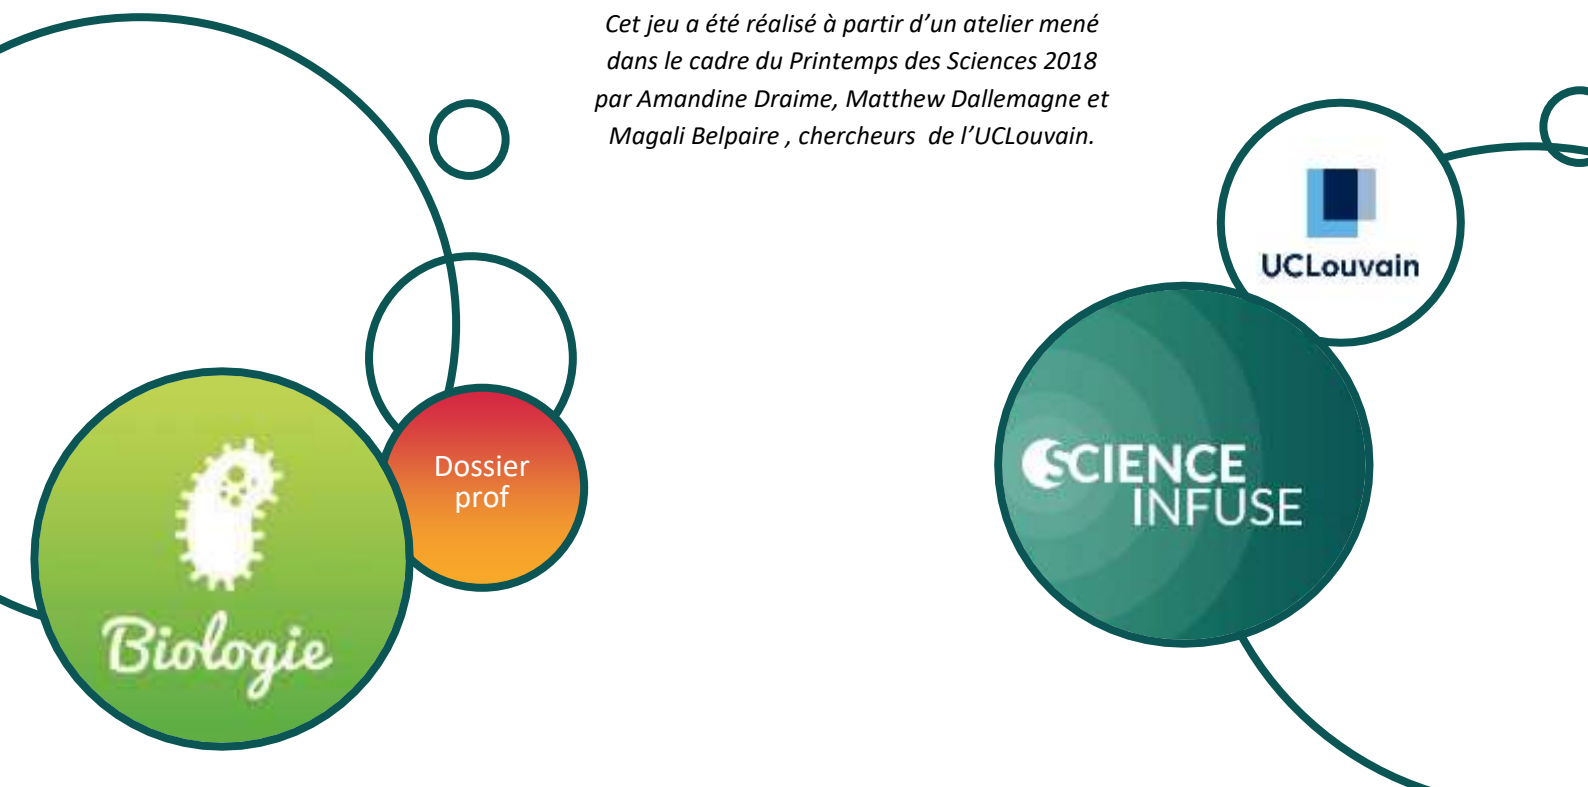 Cet jeu a été réalisé à partir d’un atelier mené
dans le cadre du Printemps des Sciences 2018
par Amandine Draime, Matthew Dallemagne et
Magali Belpaire , chercheurs  de l’UCLouvain.
UCLouvain
Dossier
prof
SCIENCE
INFUSE
Biologie